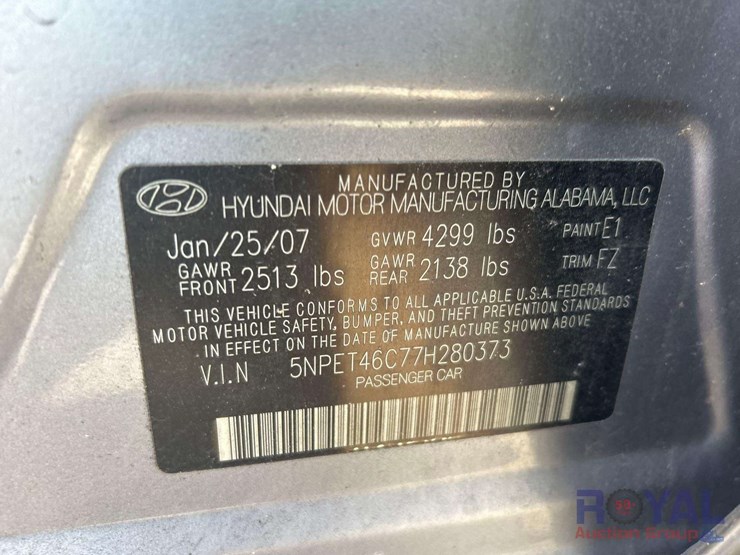 MANUFACTURED BY
HYUNDAI MOTOR MANUFACTURING ALABAMA, LLC
Jan/25/07 GVWR 4299 lbs PAINT E1
GAWR FRONT 2513 lbs GAWR REAR 2138 lbs TRIM FZ
THIS VEHICLE CONFORMS TO ALL APPLICABLE U.S.A. FEDERAL
MOTOR VEHICLE SAFETY, BUMPER, AND THEFT PREVENTION STANDARDS
IN EFFECT ON THE DATE OF MANUFACTURE SHOWN ABOVE
V.I.N 5NPET46C77H280373
PASSENGER CAR
ROYAL
Auction Group